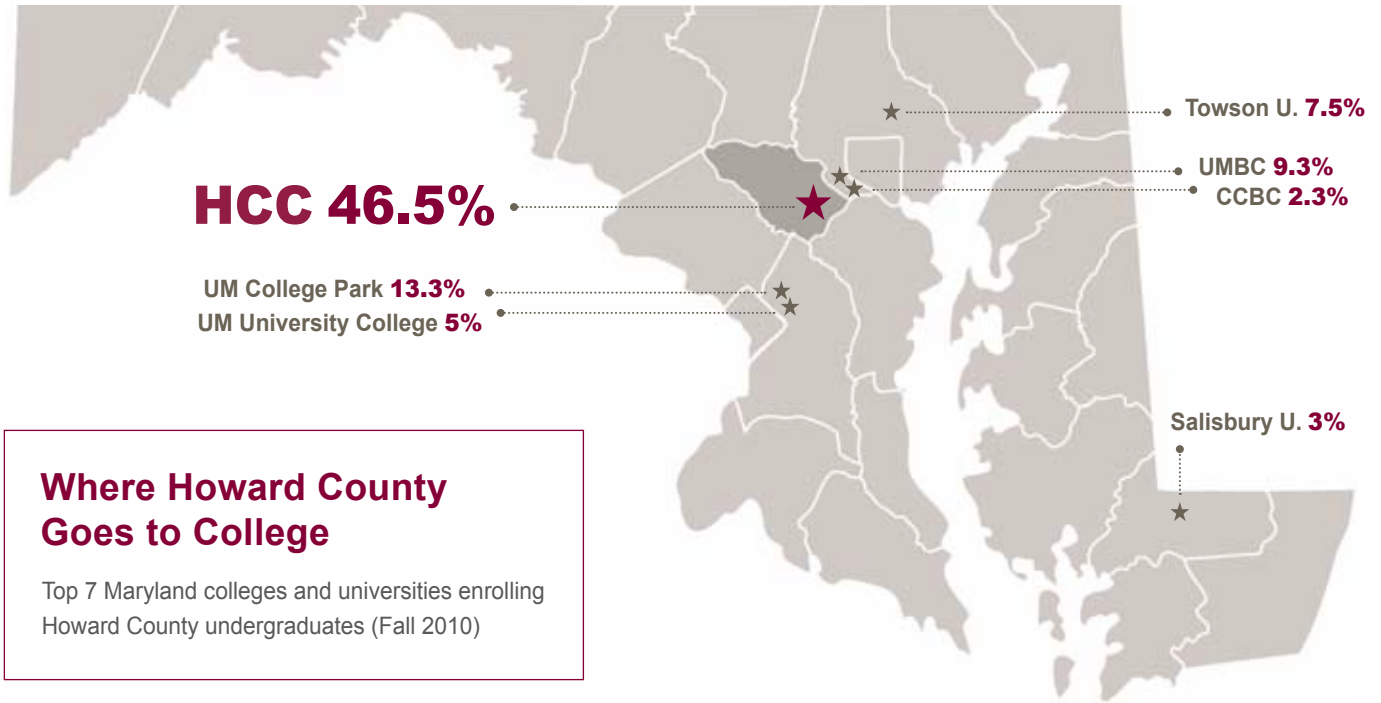 Towson U. 7.5%
UMBC 9.3%
CCBC 2.3%
HCC 46.5%
UM College Park 13.3%
UM University College 5%
Salisbury U. 3%
Where Howard County
Goes to College
Top 7 Maryland colleges and universities enrolling
Howard County undergraduates (Fall 2010)